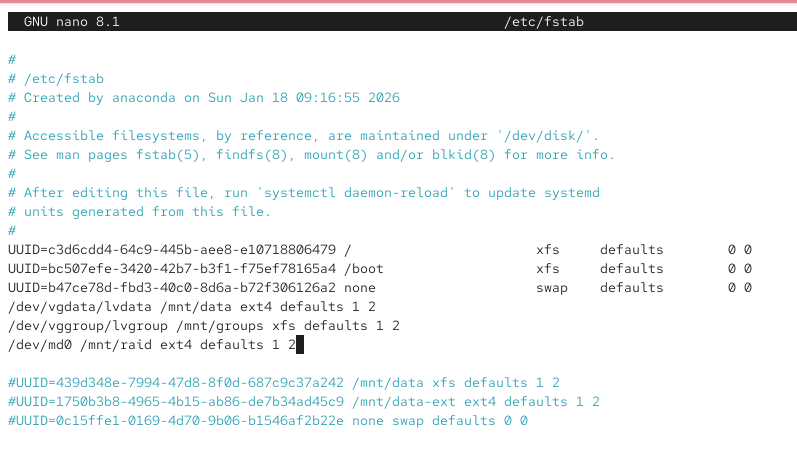 GNU nano 8.1 /etc/fstab
#
# /etc/fstab
# Created by anaconda on Sun Jan 18 09:16:55 2026
#
# Accessible filesystems, by reference, are maintained under '/dev/disk/'.
# See man pages fstab(5), findfs(8), mount(8) and/or blkid(8) for more info.
#
# After editing this file, run 'systemctl daemon-reload' to update systemd
# units generated from this file.
#
UUID=c3d6cdd4-64c9-445b-aee8-e10718806479 / xfs defaults 0 0
UUID=bc507efe-3420-42b7-b3f1-f75ef78165a4 /boot xfs defaults 0 0
UUID=b47ce78d-fbd3-40c0-8d6a-b72f306126a2 none swap defaults 0 0
/dev/vgdata/lvdata /mnt/data ext4 defaults 1 2
/dev/vggroup/lvgroup /mnt/groups xfs defaults 1 2
/dev/md0 /mnt/raid ext4 defaults 1 2
#UUID=439d348e-7994-47d8-8f0d-687c9c37a242 /mnt/data xfs defaults 1 2
#UUID=1750b3b8-4965-4b15-ab86-de7b34ad45c9 /mnt/data-ext ext4 defaults 1 2
#UUID=0c15ffe1-0169-4d70-9b06-b1546af2b22e none swap defaults 0 0